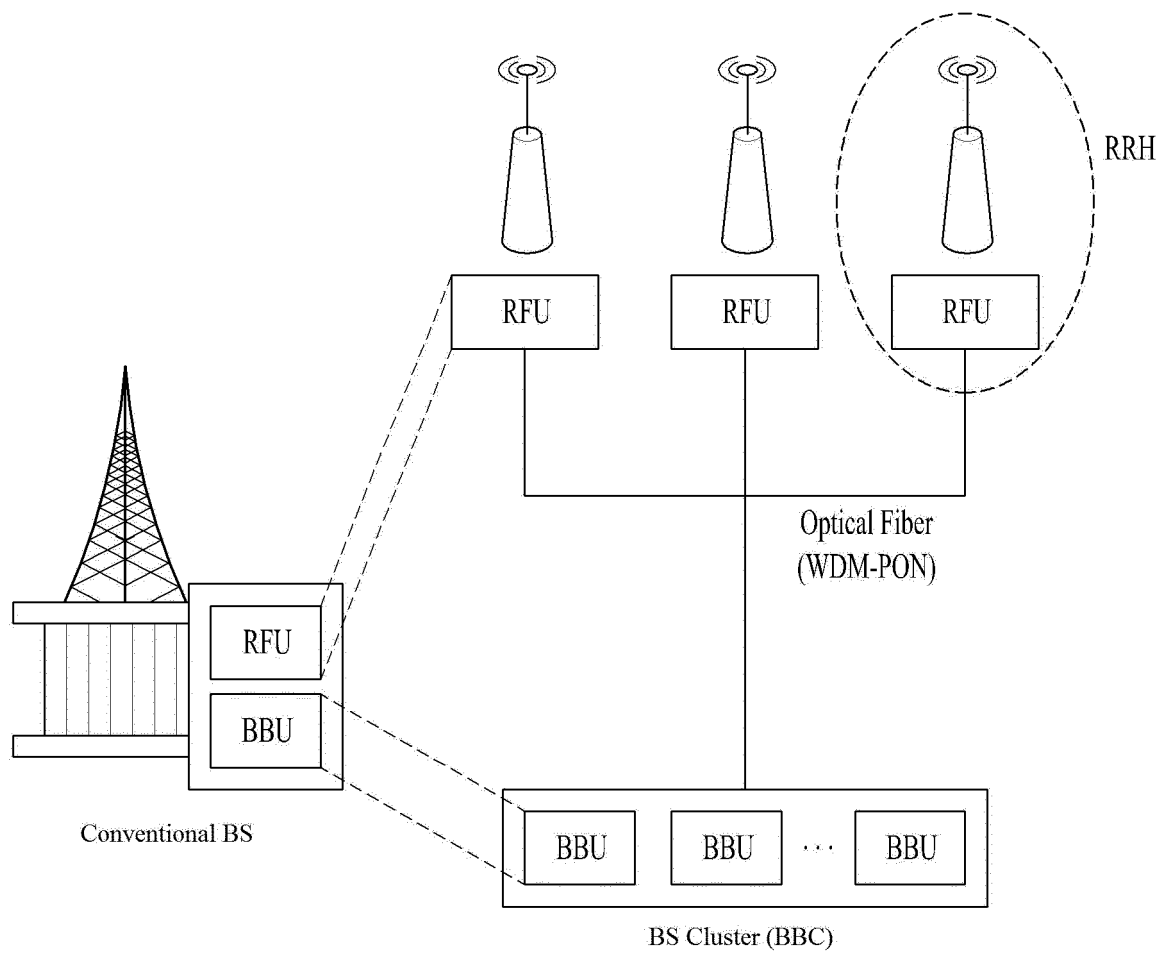 RRH
RFU
RFU
RFU
Optical Fiber
(WDM-PON)
RFU
BBU
Conventional BS
BBU
BBU
...
BBU
BS Cluster (BBC)